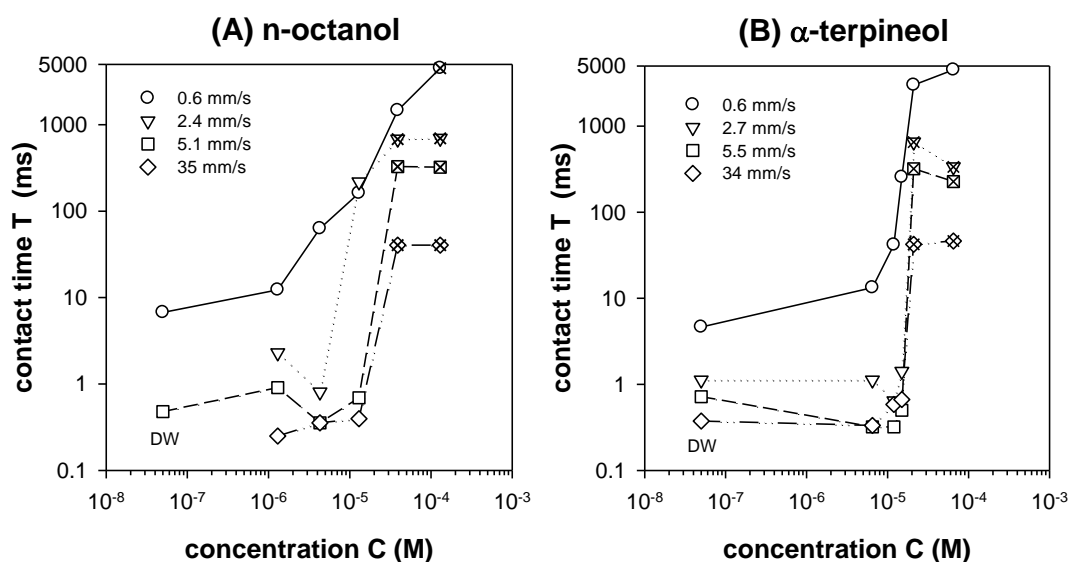 (A) n-octanol
5000
1000
100
10
1
0.1
contact time T (ms)
0.6 mm/s
2.4 mm/s
5.1 mm/s
35 mm/s
DW
10-8 10-7 10-6 10-5 10-4 10-3
concentration C (M)
(B) α-terpineol
5000
1000
100
10
1
0.1
contact time T (ms)
0.6 mm/s
2.7 mm/s
5.5 mm/s
34 mm/s
DW
10-8 10-7 10-6 10-5 10-4 10-3
concentration C (M)